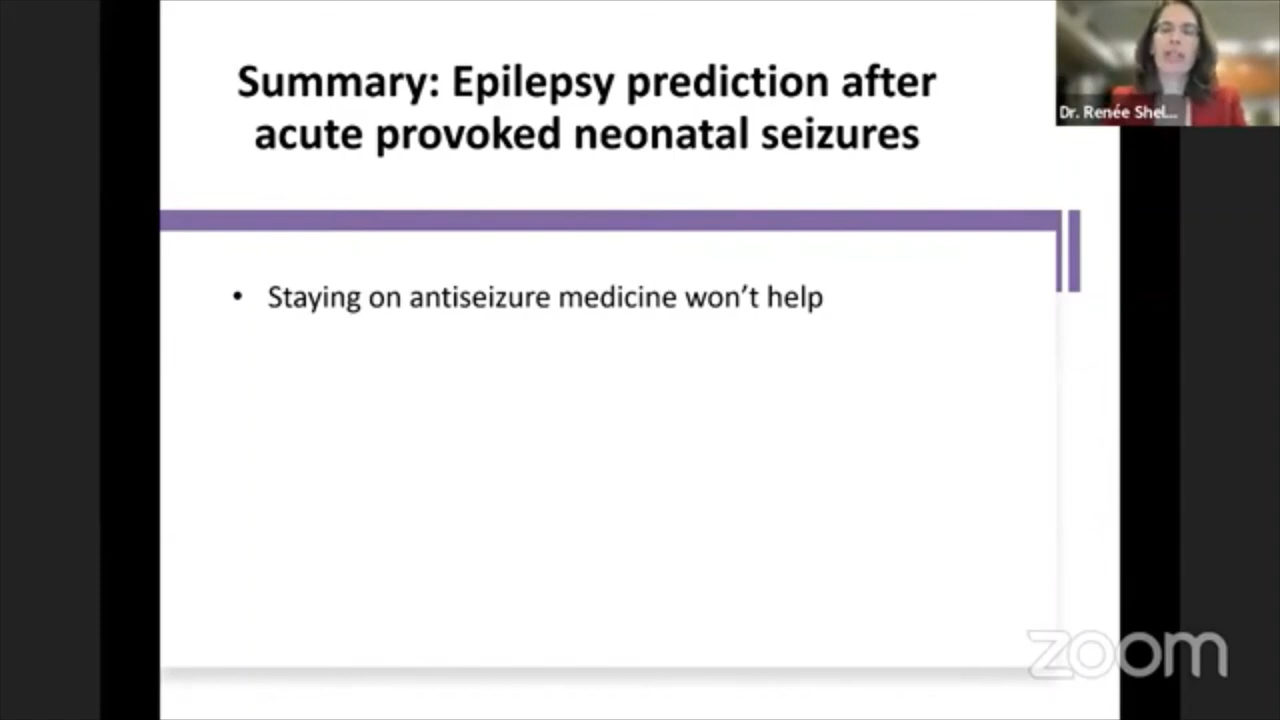 Summary: Epilepsy prediction after
acute provoked neonatal seizures
Dr. Renée Shel...
• Staying on antiseizure medicine won’t help
zoom